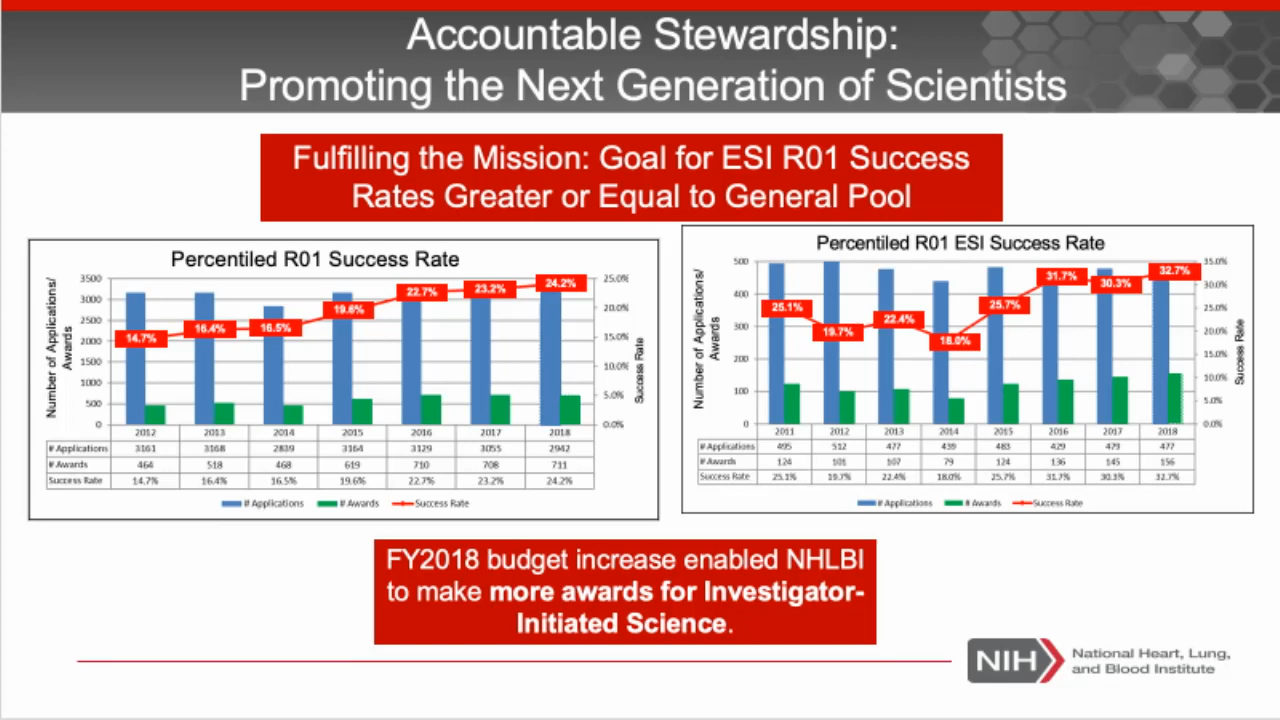 Accountable Stewardship:
Promoting the Next Generation of Scientists
Fulfilling the Mission: Goal for ESI R01 Success
Rates Greater or Equal to General Pool
Percentiled R01 Success Rate
Number of Applications/
Awards
3500
3000
2500
2000
1500
1000
500
0
25.0%
20.0%
15.0%
10.0%
5.0%
0.0%
Success Rate
14.7%
16.4%
16.5%
19.6%
22.7%
23.2%
24.2%
2012 2013 2014 2015 2016 2017 2018
# Applications 3161 3168 2839 3164 3129 3055 2942
# Awards 464 518 468 619 710 708 711
Success Rate 14.7% 16.4% 16.5% 19.6% 22.7% 23.2% 24.2%
# Applications # Awards Success Rate
Percentiled R01 ESI Success Rate
Number of Applications/
Awards
500
400
300
200
100
0
35.0%
30.0%
25.0%
20.0%
15.0%
10.0%
5.0%
0.0%
Success Rate
25.1%
19.7%
22.4%
18.0%
25.7%
31.7%
30.3%
32.7%
2011 2012 2013 2014 2015 2016 2017 2018
# Applications 495 512 477 439 483 429 479 477
# Awards 124 101 107 79 124 136 145 156
Success Rate 25.1% 19.7% 22.4% 18.0% 25.7% 31.7% 30.3% 32.7%
# Applications # Awards Success Rate
FY2018 budget increase enabled NHLBI
to make more awards for Investigator-
Initiated Science.
NIH
National Heart, Lung,
and Blood Institute